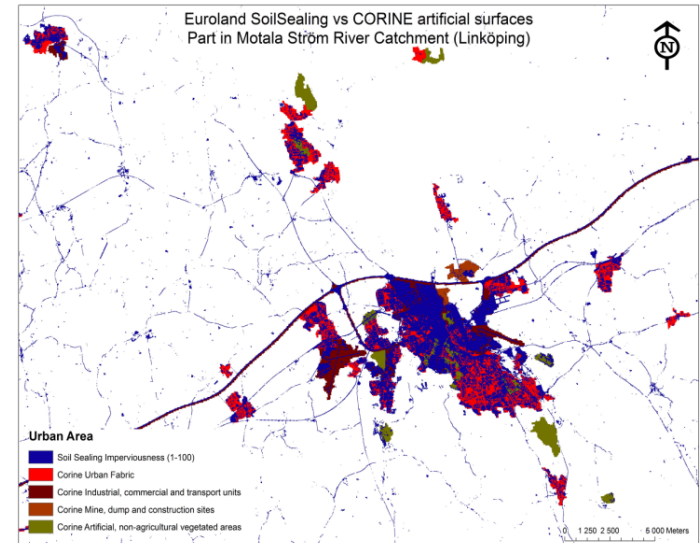 Euroland SoilSealing vs CORINE artificial surfaces
Part in Motala Ström River Catchment (Linköping)
N
Urban Area
Soil Sealing Imperviousness (1-100)
Corine Urban Fabric
Corine Industrial, commercial and transport units
Corine Mine, dump and construction sites
Corine Artificial, non-agricultural vegetated areas
0 1 250 2 500 5 000 Meters